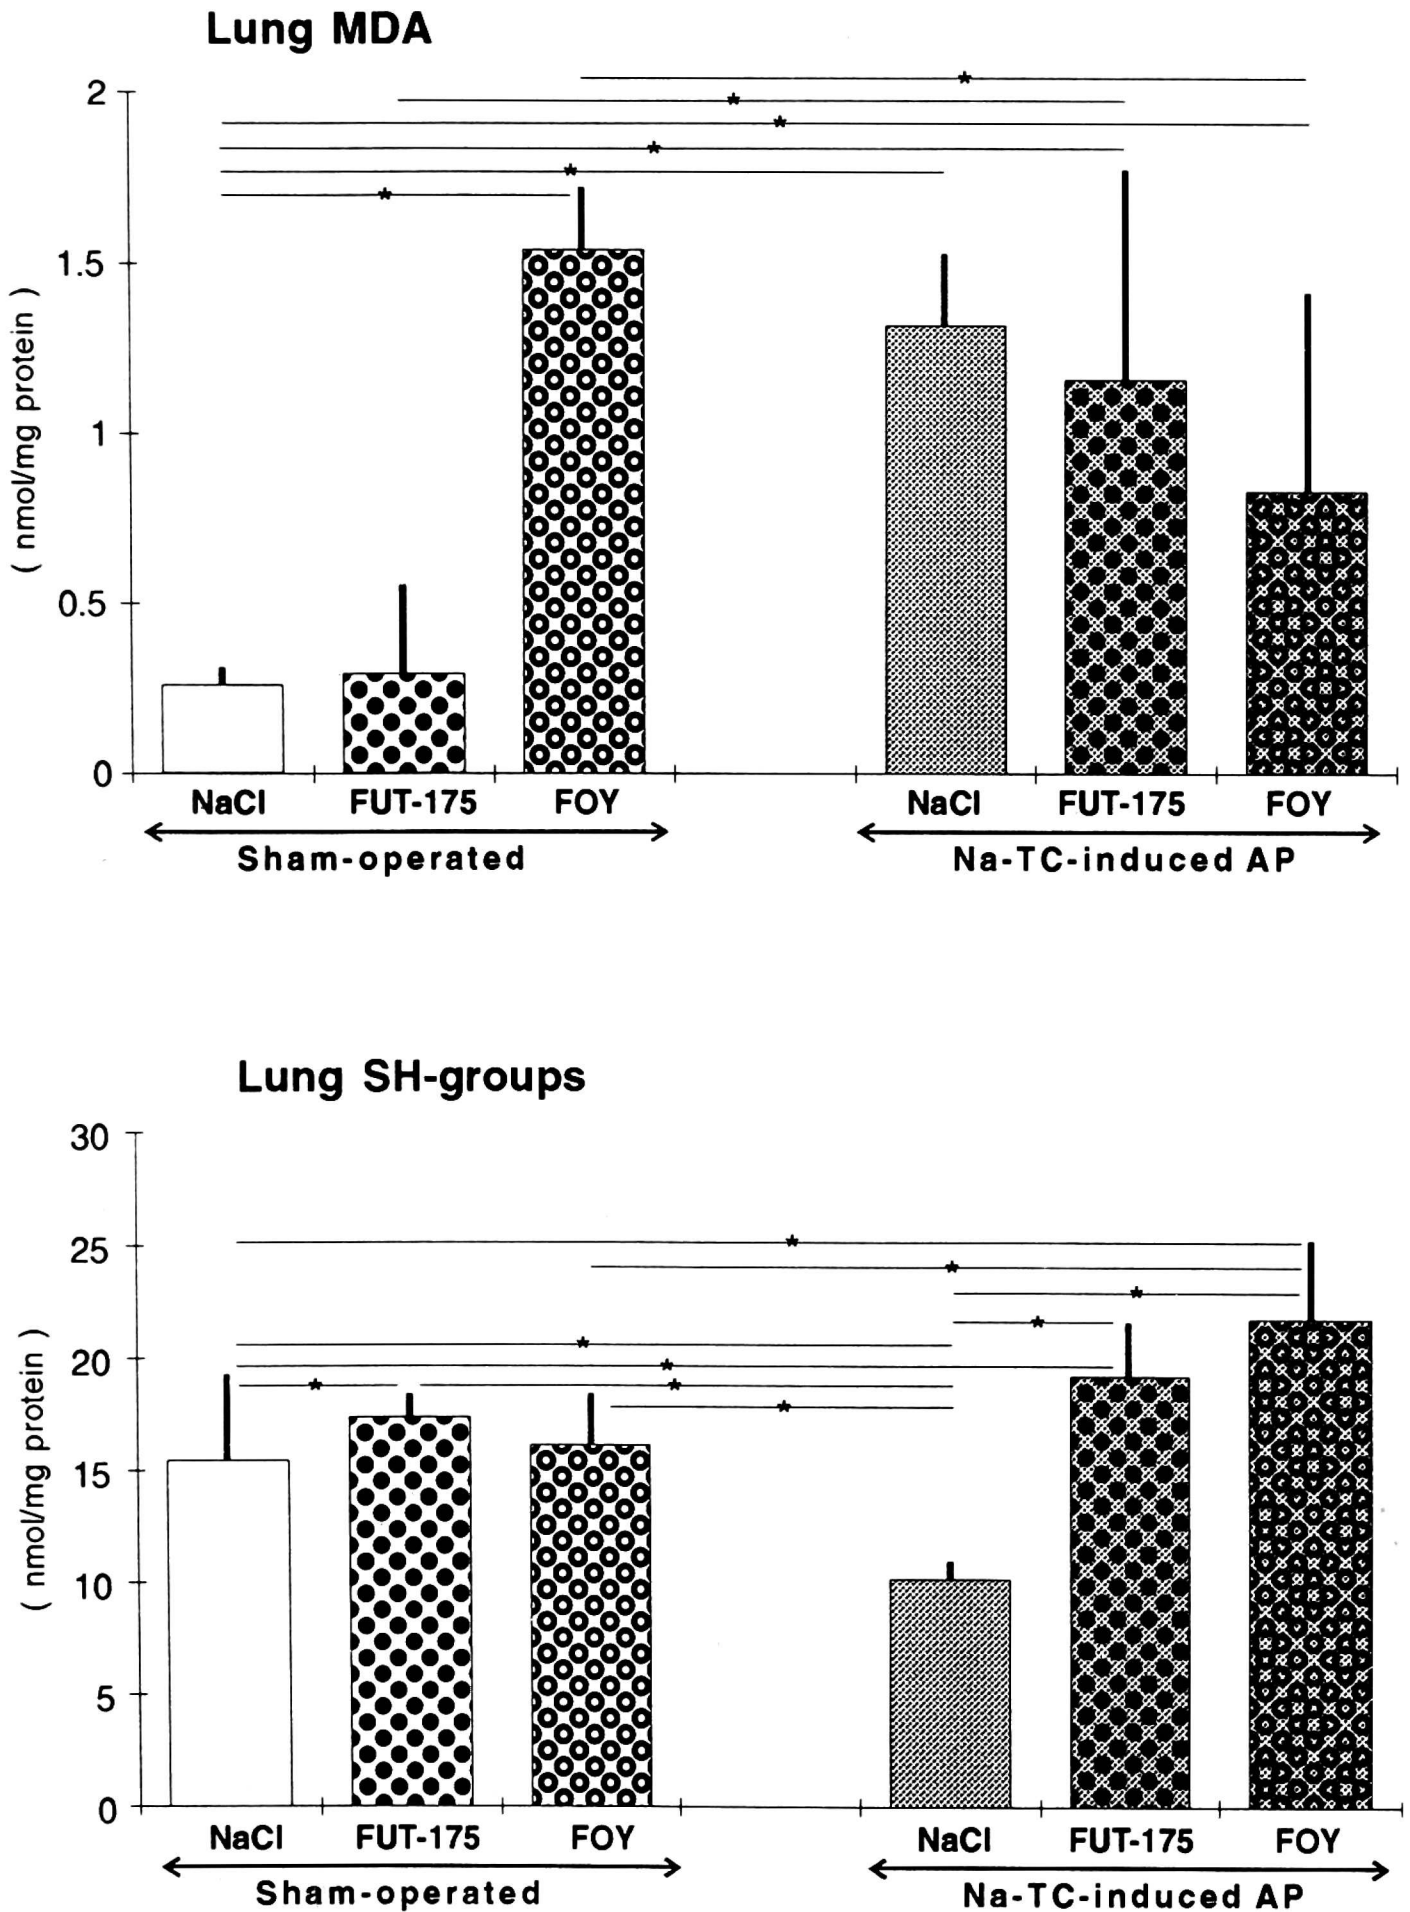 Lung MDA
( nmol/mg protein )
2
1.5
1
0.5
0
* * * * * *
NaCl FUT-175 FOY NaCl FUT-175 FOY
Sham-operated Na-TC-induced AP
Lung SH-groups
( nmol/mg protein )
30
25
20
15
10
5
0
* * * * * * * *
NaCl FUT-175 FOY NaCl FUT-175 FOY
Sham-operated Na-TC-induced AP